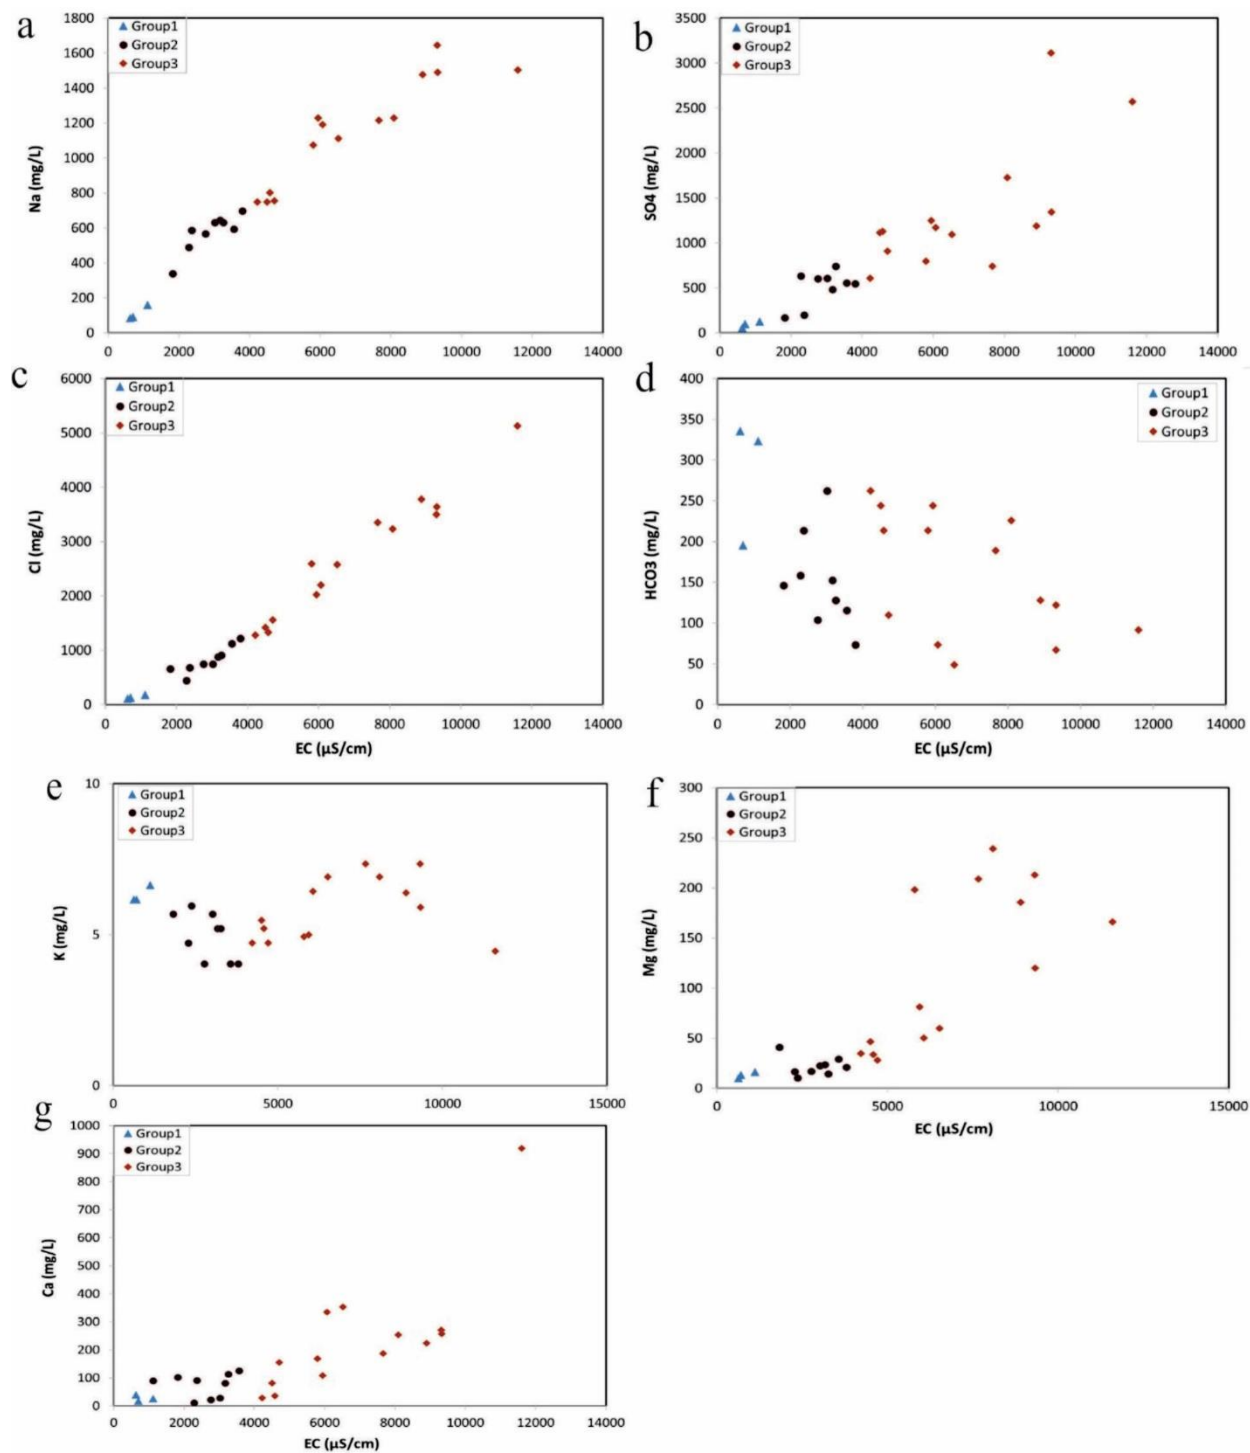 a
Na (mg/L)
1800
1600
1400
1200
1000
800
600
400
200
0
Group1
Group2
Group3
0 2000 4000 6000 8000 10000 12000 14000
b
SO4 (mg/L)
3500
3000
2500
2000
1500
1000
500
0
Group1
Group2
Group3
0 2000 4000 6000 8000 10000 12000 14000
c
Cl (mg/L)
6000
5000
4000
3000
2000
1000
0
Group1
Group2
Group3
0 2000 4000 6000 8000 10000 12000 14000
EC (µS/cm)
d
HCO3 (mg/L)
400
350
300
250
200
150
100
50
0
Group1
Group2
Group3
0 2000 4000 6000 8000 10000 12000 14000
EC (µS/cm)
e
K (mg/L)
10
5
0
Group1
Group2
Group3
0 5000 10000 15000
f
Mg (mg/L)
300
250
200
150
100
50
0
Group1
Group2
Group3
0 5000 10000 15000
EC (µS/cm)
g
Ca (mg/L)
1000
900
800
700
600
500
400
300
200
100
0
Group1
Group2
Group3
0 2000 4000 6000 8000 10000 12000 14000
EC (µS/cm)